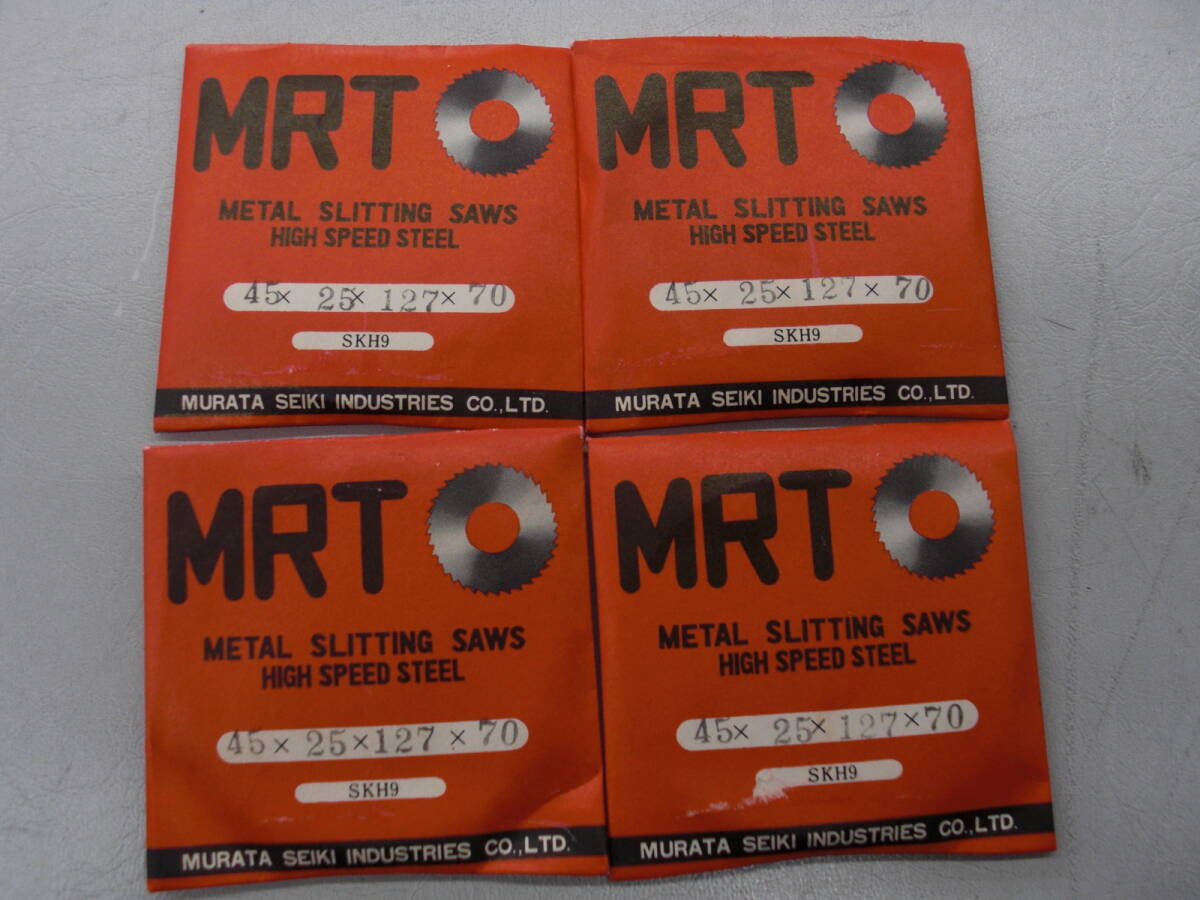 MRT
METAL SLITTING SAWS
HIGH SPEED STEEL
45× 25× 127× 70
SKH9
MURATA SEIKI INDUSTRIES CO.,LTD.
MRT
METAL SLITTING SAWS
HIGH SPEED STEEL
45× 25× 127× 70
SKH9
MURATA SEIKI INDUSTRIES CO.,LTD.
MRT
METAL SLITTING SAWS
HIGH SPEED STEEL
45× 25×127 ×70
SKH9
MURATA SEIKI INDUSTRIES CO.,LTD.
MRT
METAL SLITTING SAWS
HIGH SPEED STEEL
45× 25× 127×70
SKH9
MURATA SEIKI INDUSTRIES CO.,LTD.